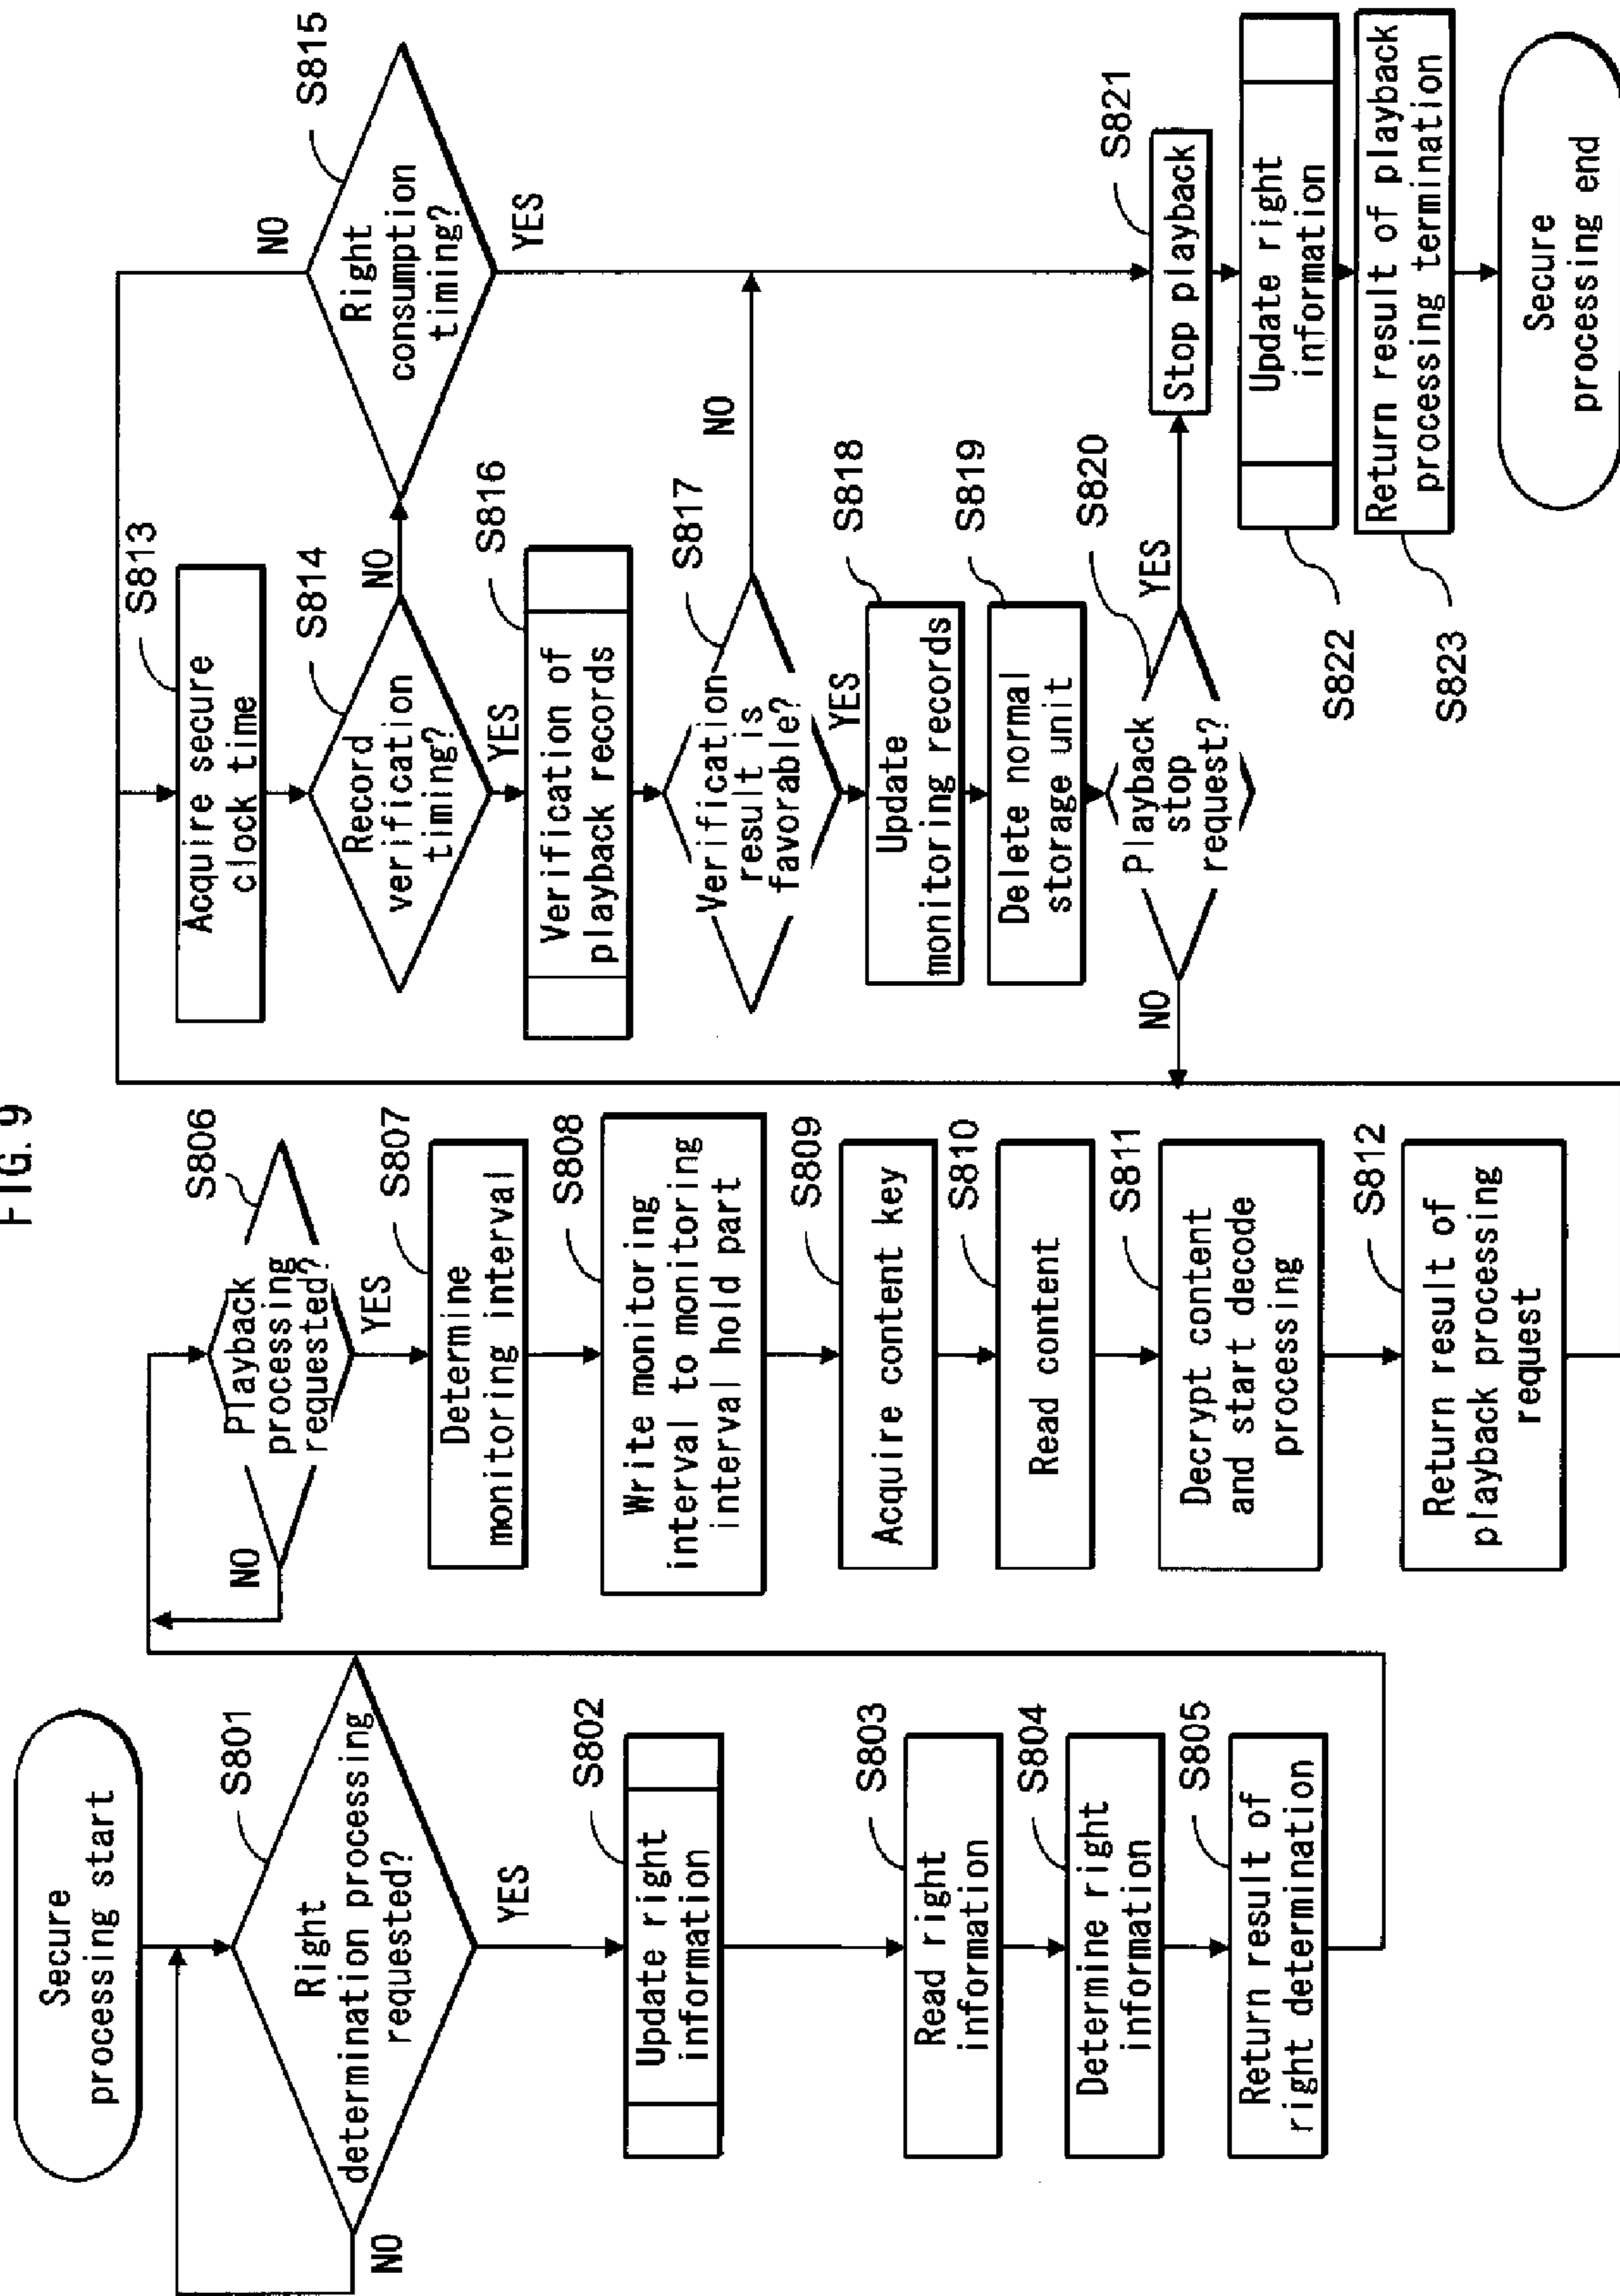 FIG. 9
Secure
processing start
S801
Right
determination processing
requested?
NO
YES
S802
Update right
information
S803
Read right
information
S804
Determine right
information
S805
Return result of
right determination
S806
Playback
processing
requested?
NO
YES
S807
Determine
monitoring interval
S808
Write monitoring
interval to monitoring
interval hold part
S809
Acquire content key
S810
Read content
S811
Decrypt content
and start decode
processing
S812
Return result of
playback processing
request
S813
Acquire secure
clock time
S814
Record
verification
timing?
NO
YES
S815
Right
consumption
timing?
NO
YES
S816
Verification of
playback records
S817
Verification
result is
favorable?
NO
YES
S818
Update
monitoring records
S819
Delete normal
storage unit
S820
Playback
stop
request?
NO
YES
S821
Stop playback
S822
Update right
information
S823
Return result of playback
processing termination
Secure
processing end